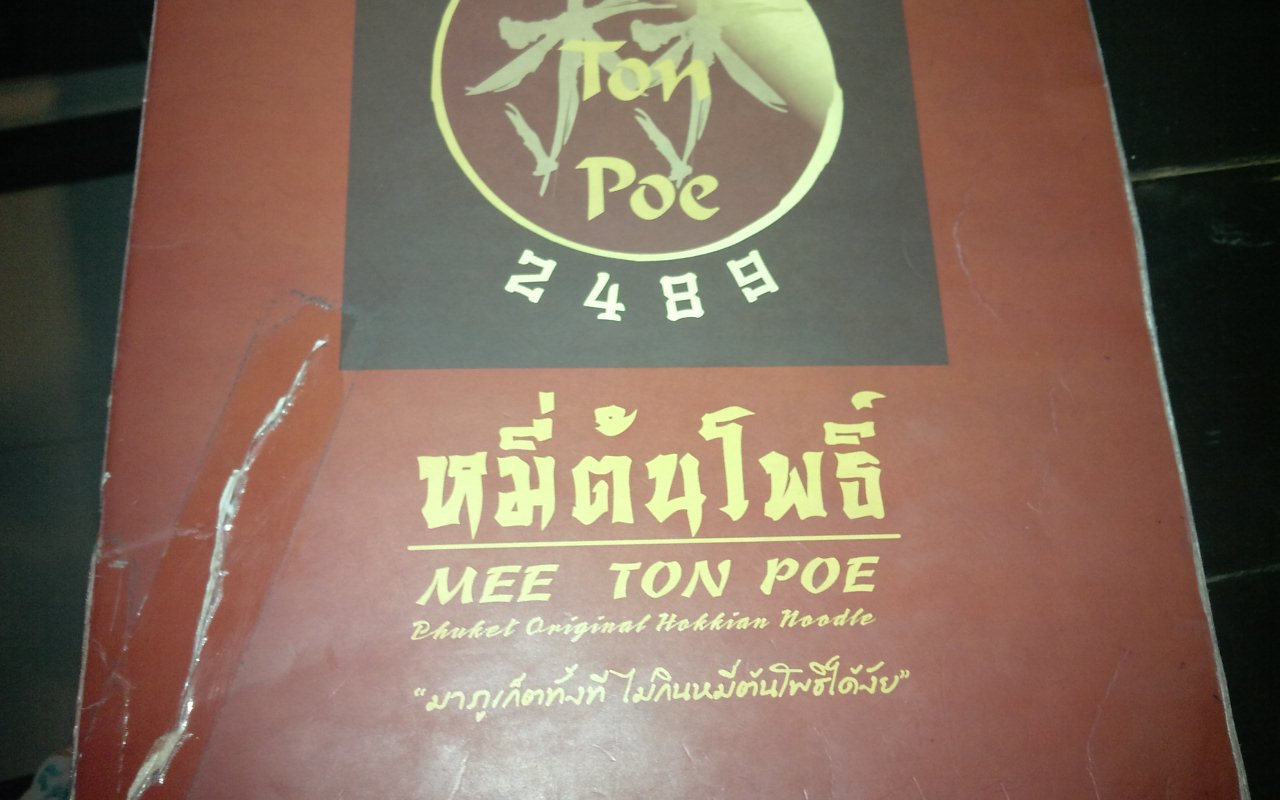 Ton
Poe
2489
หมี่ต้นโพธิ์
MEE TON POE
Phuket Original Hokkian Noodle
“มาภูเก็ตทั้งที ไม่กินหมี่ต้นโพธิ์ได้งัย”